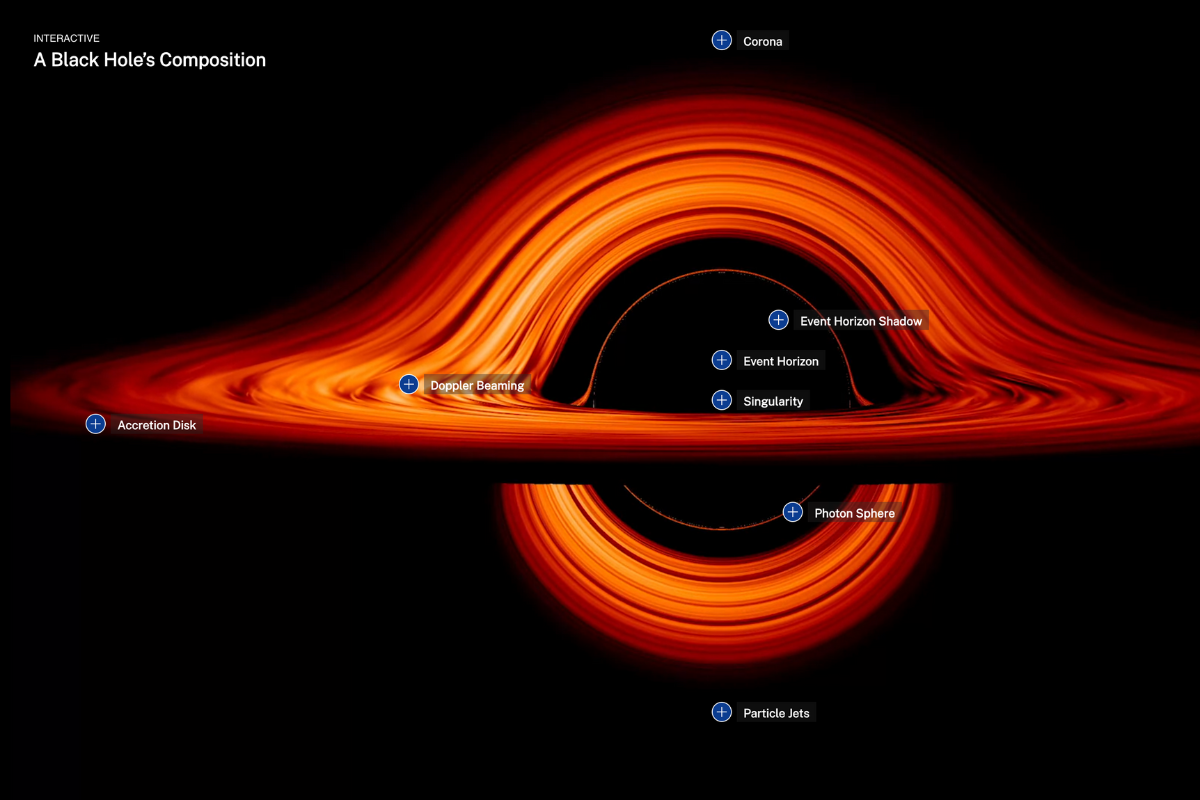 INTERACTIVE
A Black Hole’s Composition
Corona
Event Horizon Shadow
Event Horizon
Doppler Beaming
Singularity
Accretion Disk
Photon Sphere
Particle Jets